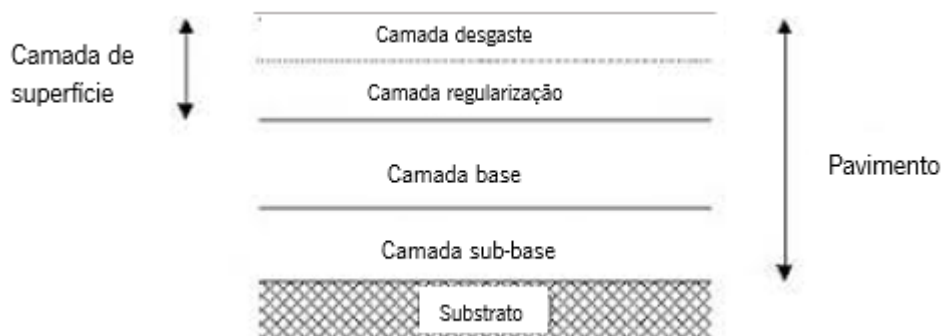 Camada desgaste
Camada de
superfície
Camada regularização
Camada base
Pavimento
Camada sub-base
Substrato